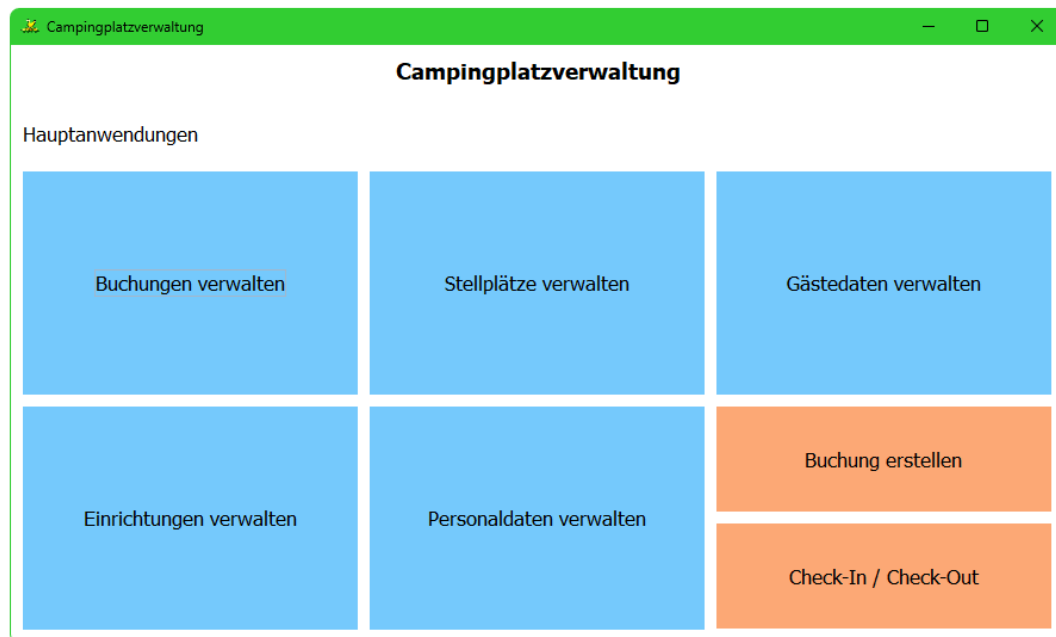 Campingplatzverwaltung
Campingplatzverwaltung
Hauptanwendungen
Buchungen verwalten
Stellplätze verwalten
Gästedaten verwalten
Einrichtungen verwalten
Personaldaten verwalten
Buchung erstellen
Check-In / Check-Out